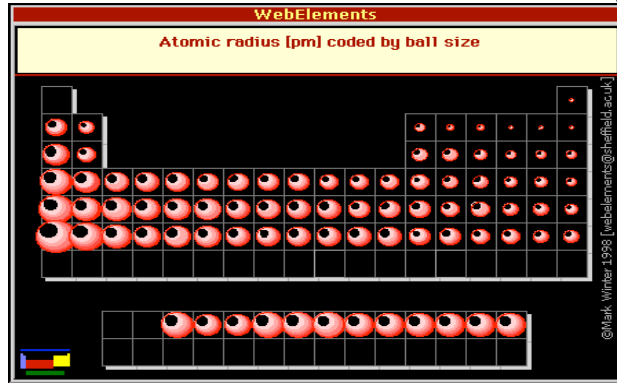 WebElements
Atomic radius [pm] coded by ball size
©Mark Winter 1998 [webelements@sheffield.ac.uk]